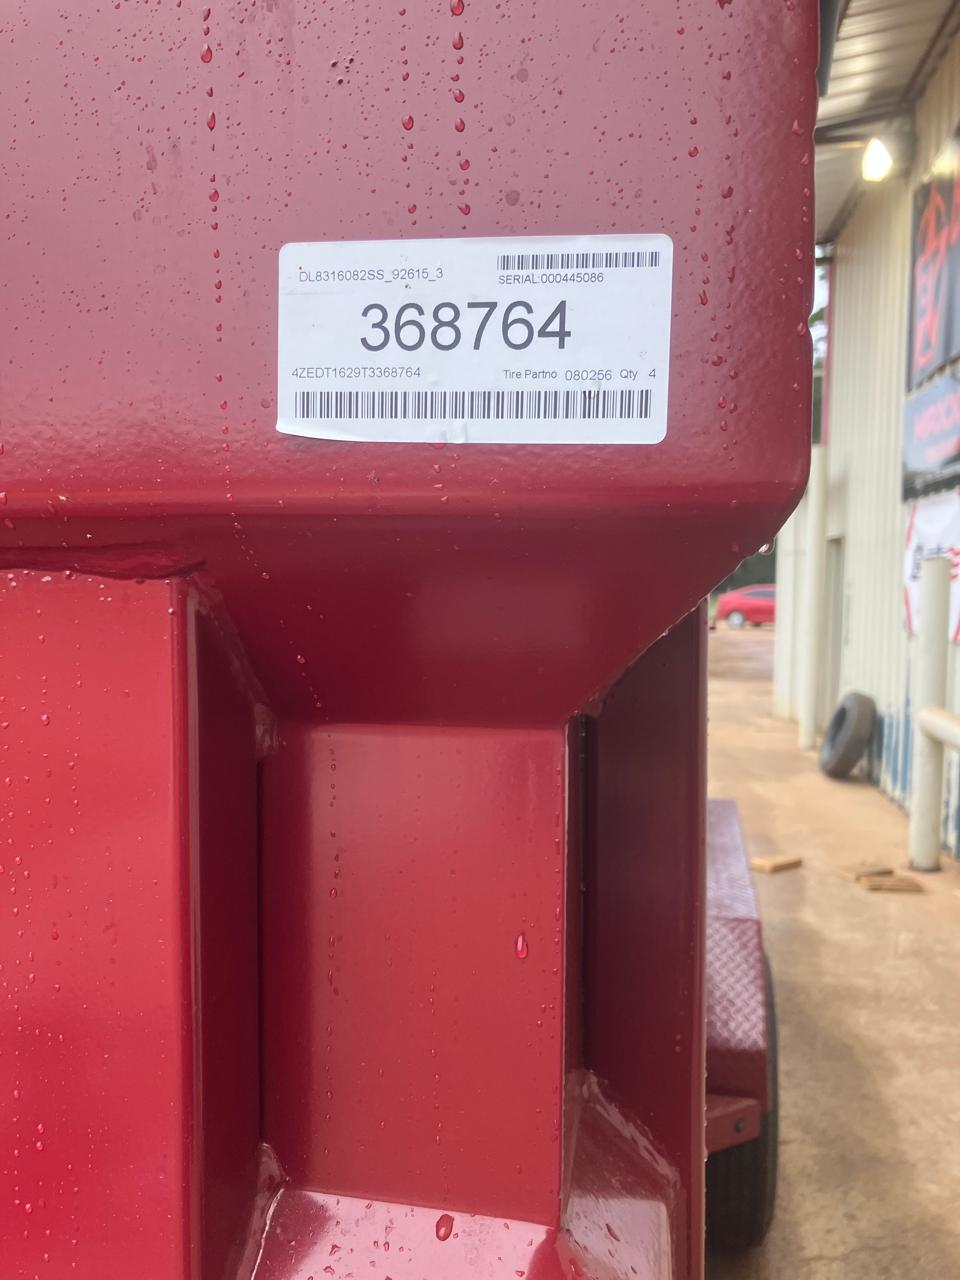 DL8316082SS_92615_3
SERIAL:000445086
368764
4ZEDT1629T3368764 Tire Partno 080256 Qty 4